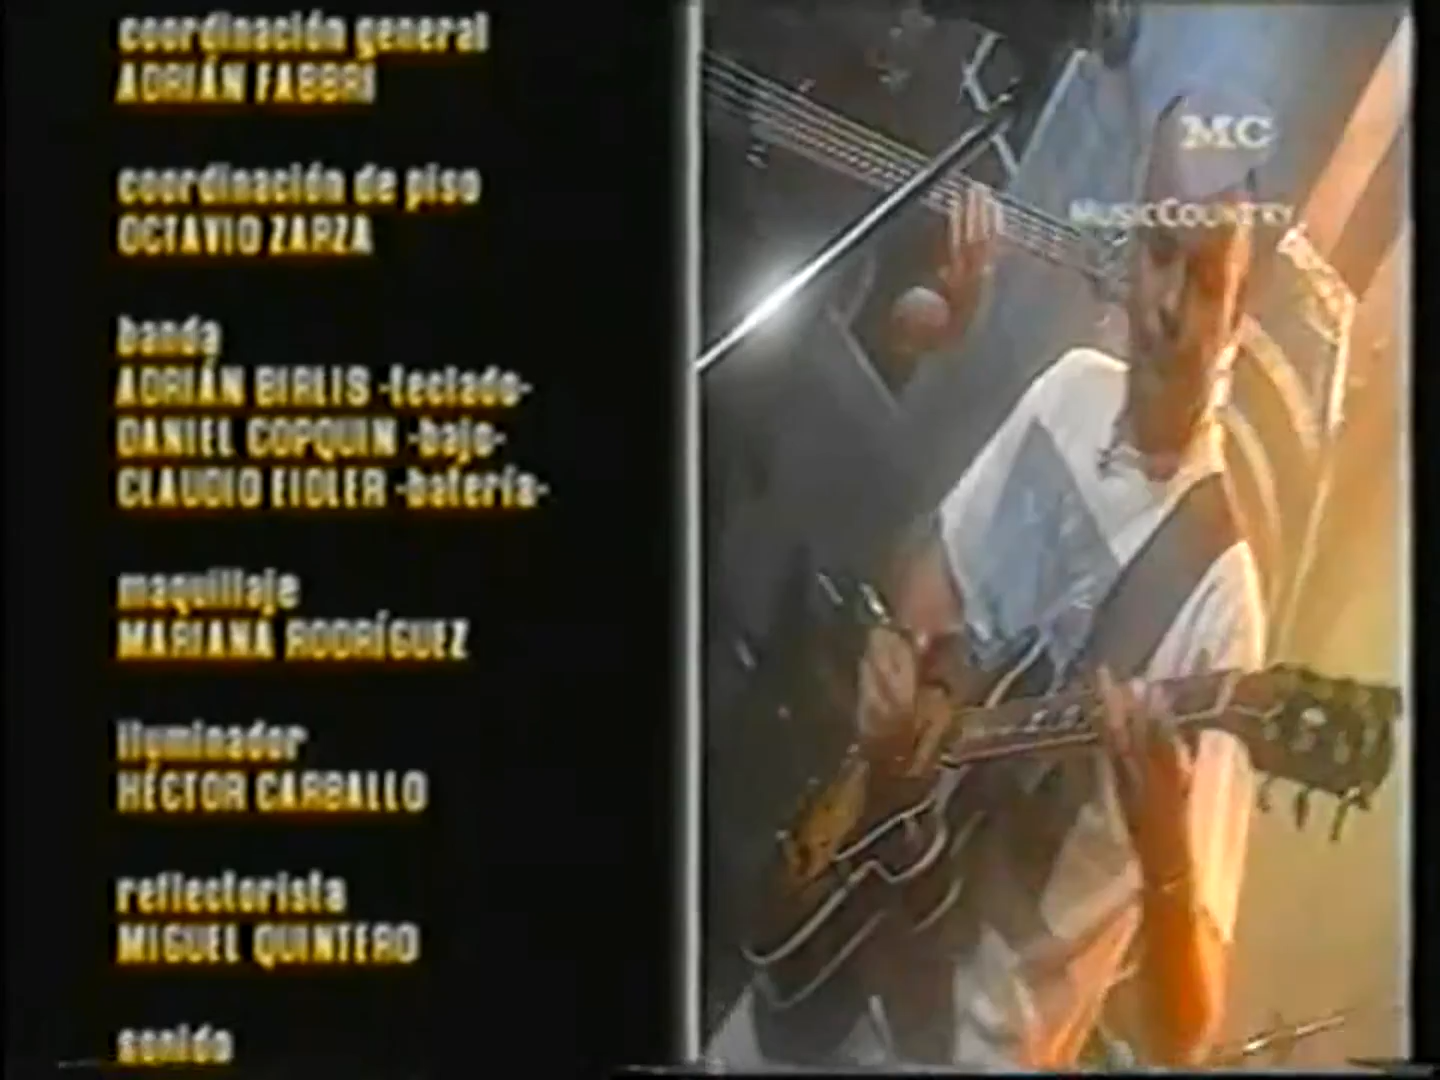 coordinación general
ADRIÁN FABBRI
coordinación de piso
OCTAVIO ZARZA
banda
ADRIÁN BIRLIS -teclado-
DANIEL COPQUIN -bajo-
CLAUDIO EIDLER -batería-
maquillaje
MARIANA RODRÍGUEZ
iluminador
HÉCTOR CARBALLO
reflectorista
MIGUEL QUINTERO
sonido
MC
MUSICCOUNTRY